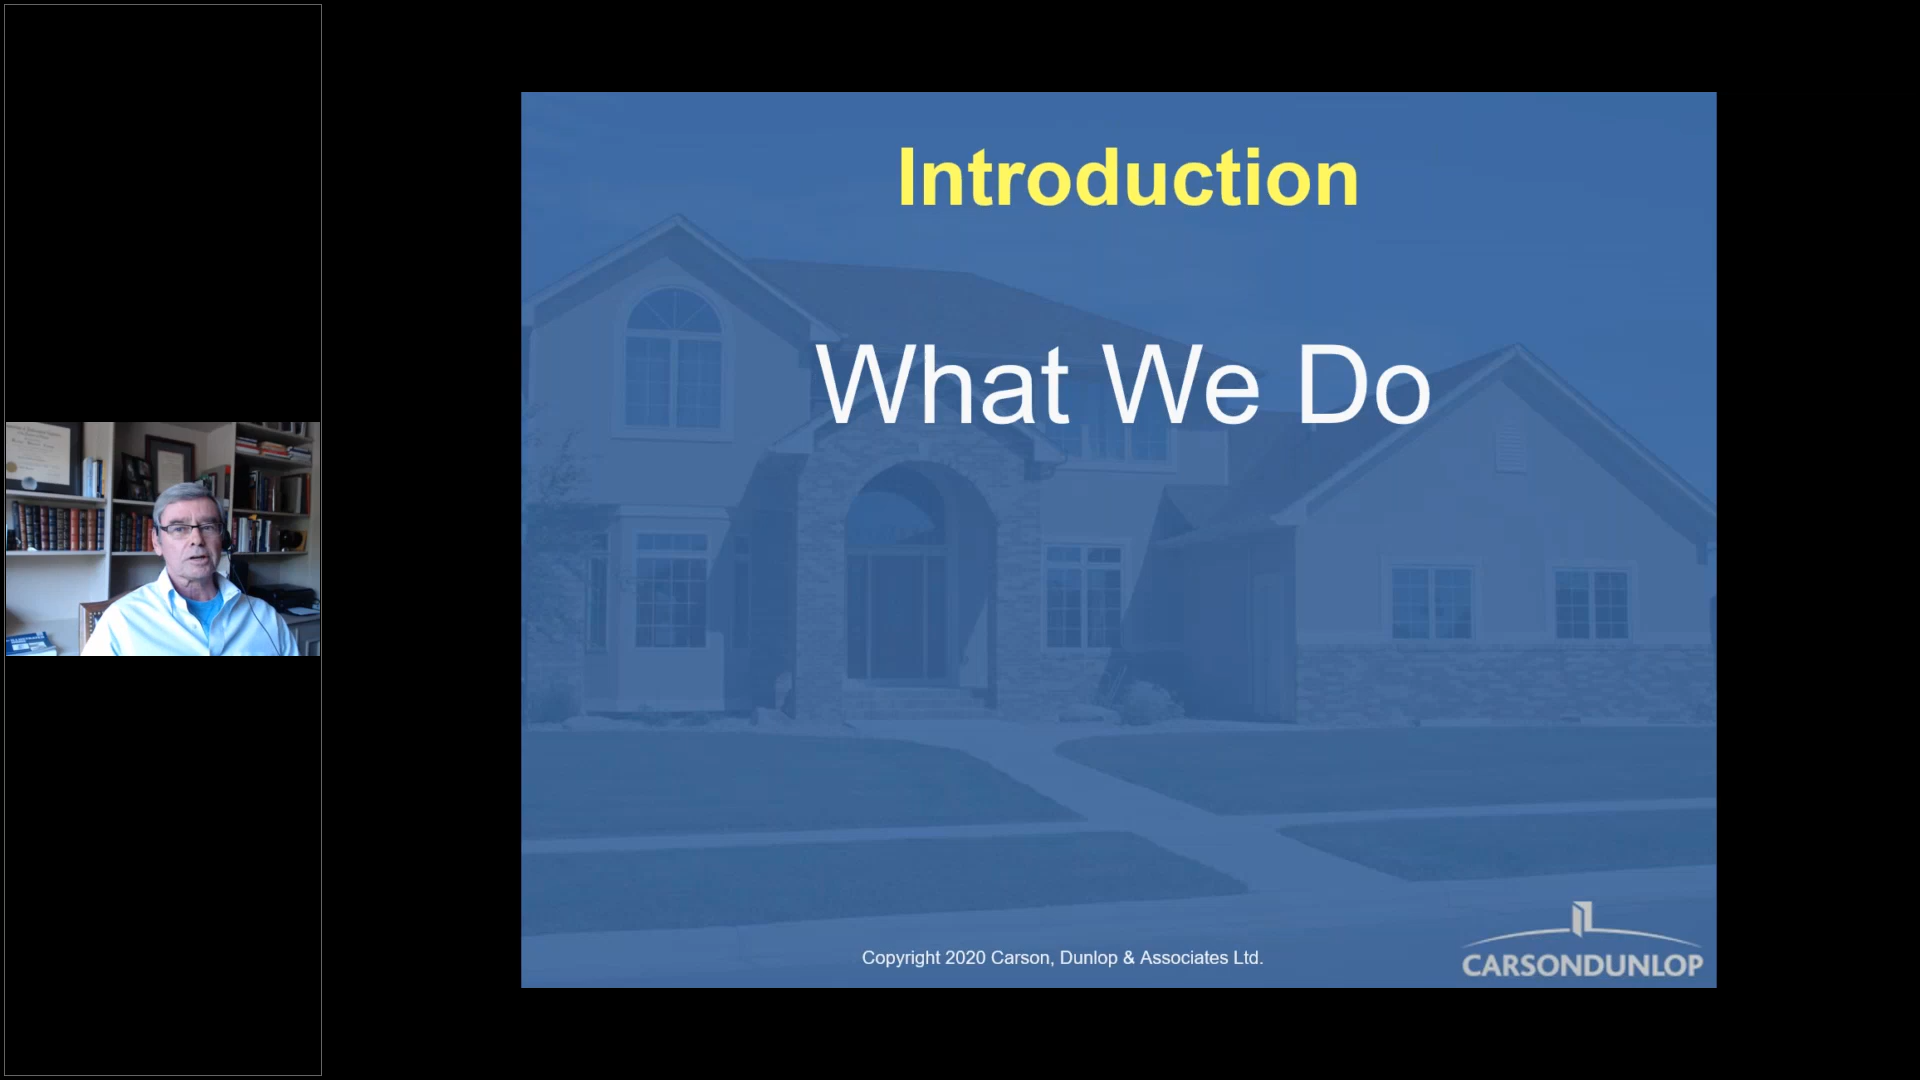 Introduction
What We Do
Copyright 2020 Carson, Dunlop & Associates Ltd.
CARSONDUNLOP